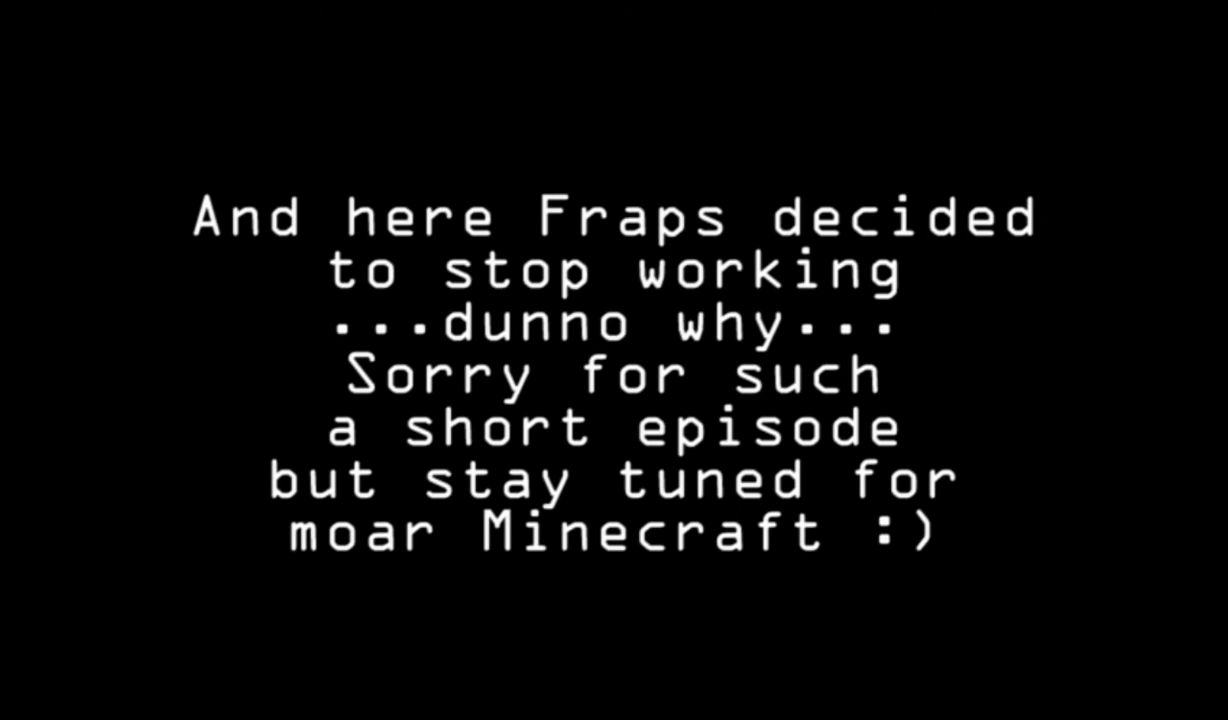 And here Fraps decided
to stop working
...dunno why...
Sorry for such
a short episode
but stay tuned for
moar Minecraft :)